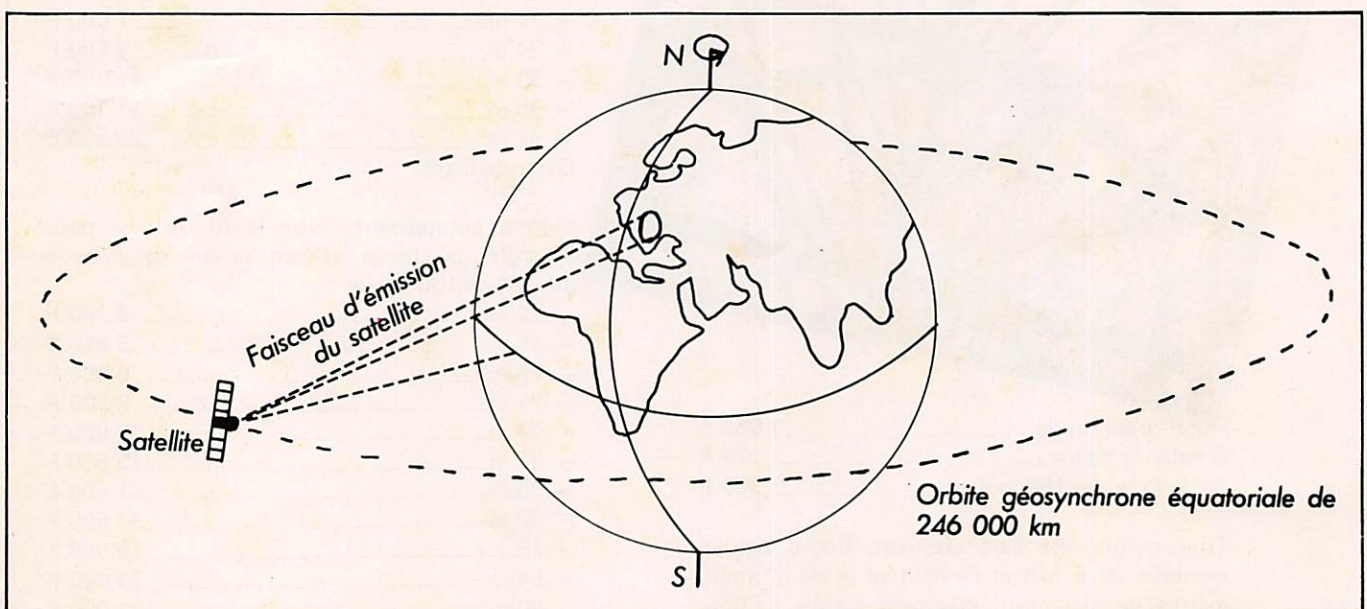 N
Faisceau d'émission
du satellite
Satellite
Orbite géosynchrone équatoriale de
246 000 km
S